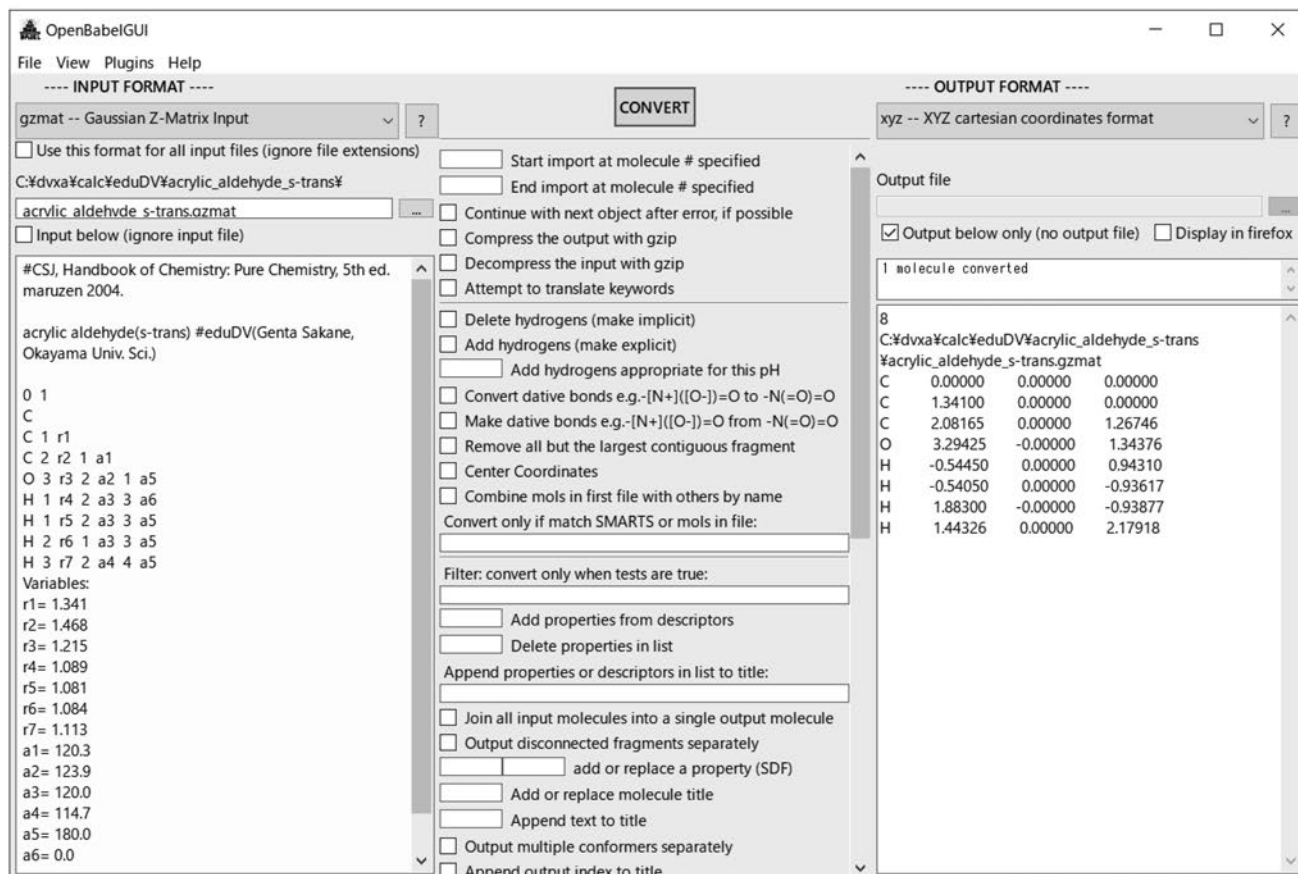 OpenBabelGUI
File View Plugins Help
---- INPUT FORMAT ----
gzmat -- Gaussian Z-Matrix Input
?
Use this format for all input files (ignore file extensions)
C:¥dvxa¥calc¥eduDV¥acrylic_aldehyde_s-trans¥
acrylic_aldehyde_s-trans.gzmat
...
Input below (ignore input file)
#CSJ, Handbook of Chemistry: Pure Chemistry, 5th ed.
maruzen 2004.
acrylic aldehyde(s-trans) #eduDV(Genta Sakane,
Okayama Univ. Sci.)
0 1
C
C 1 r1
C 2 r2 1 a1
O 3 r3 2 a2 1 a5
H 1 r4 2 a3 3 a6
H 1 r5 2 a3 3 a5
H 2 r6 1 a3 3 a5
H 3 r7 2 a4 4 a5
Variables:
r1= 1.341
r2= 1.468
r3= 1.215
r4= 1.089
r5= 1.081
r6= 1.084
r7= 1.113
a1= 120.3
a2= 123.9
a3= 120.0
a4= 114.7
a5= 180.0
a6= 0.0
CONVERT
Start import at molecule # specified
End import at molecule # specified
Continue with next object after error, if possible
Compress the output with gzip
Decompress the input with gzip
Attempt to translate keywords
Delete hydrogens (make implicit)
Add hydrogens (make explicit)
Add hydrogens appropriate for this pH
Convert dative bonds e.g.-[N+]([O-])=O to -N(=O)=O
Make dative bonds e.g.-[N+]([O-])=O from -N(=O)=O
Remove all but the largest contiguous fragment
Center Coordinates
Combine mols in first file with others by name
Convert only if match SMARTS or mols in file:
Filter: convert only when tests are true:
Add properties from descriptors
Delete properties in list
Append properties or descriptors in list to title:
Join all input molecules into a single output molecule
Output disconnected fragments separately
add or replace a property (SDF)
Add or replace molecule title
Append text to title
Output multiple conformers separately
Append output index to title
---- OUTPUT FORMAT ----
xyz -- XYZ cartesian coordinates format
?
Output file
...
Output below only (no output file) Display in firefox
1 molecule converted
8
C:¥dvxa¥calc¥eduDV¥acrylic_aldehyde_s-trans
¥acrylic_aldehyde_s-trans.gzmat
C 0.00000 0.00000 0.00000
C 1.34100 0.00000 0.00000
C 2.08165 0.00000 1.26746
O 3.29425 -0.00000 1.34376
H -0.54450 0.00000 0.94310
H -0.54050 0.00000 -0.93617
H 1.88300 -0.00000 -0.93877
H 1.44326 0.00000 2.17918